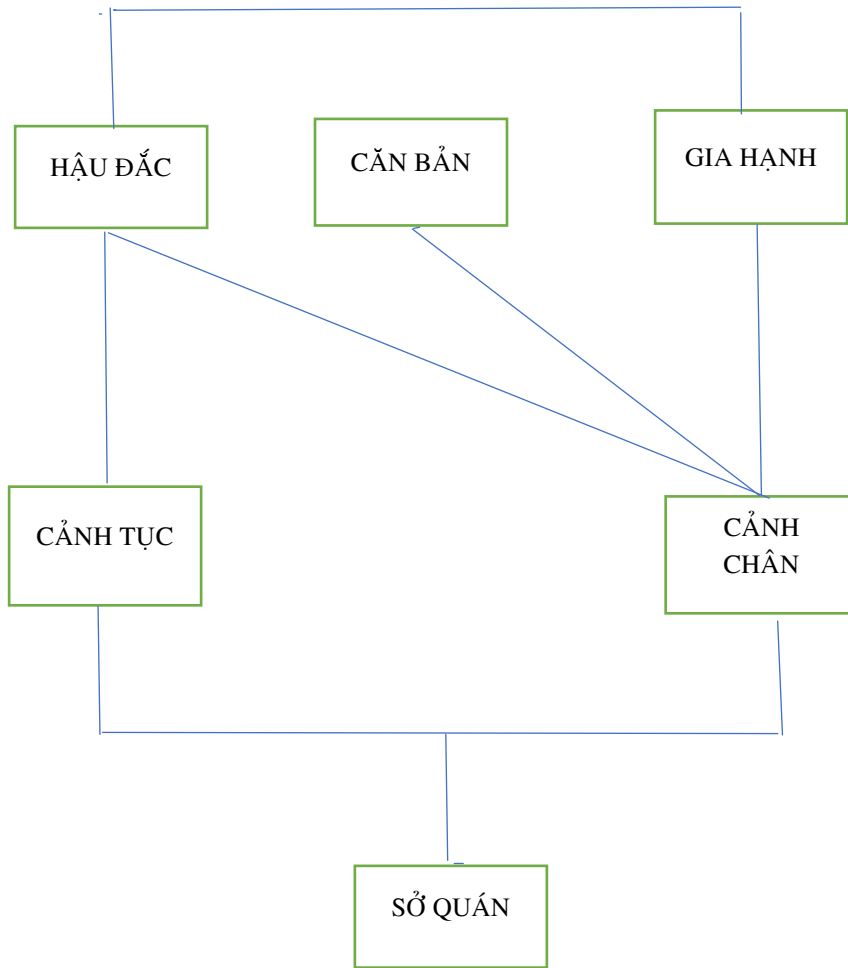 HẬU ĐẮC
CĂN BẢN
GIA HẠNH
CẢNH TỤC
CẢNH
CHÂN
SỞ QUÁN